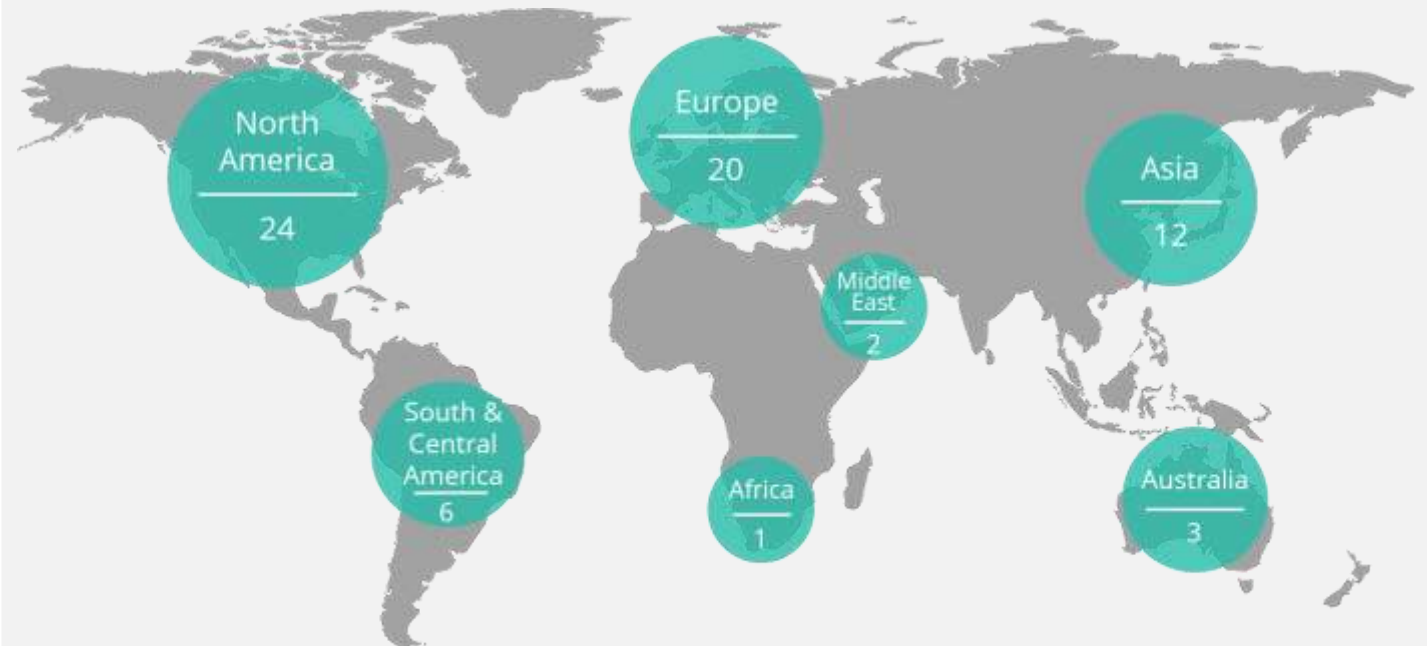 North
America
24
Europe
20
Asia
12
Middle
East
2
South &
Central
America
6
Africa
1
Australia
3